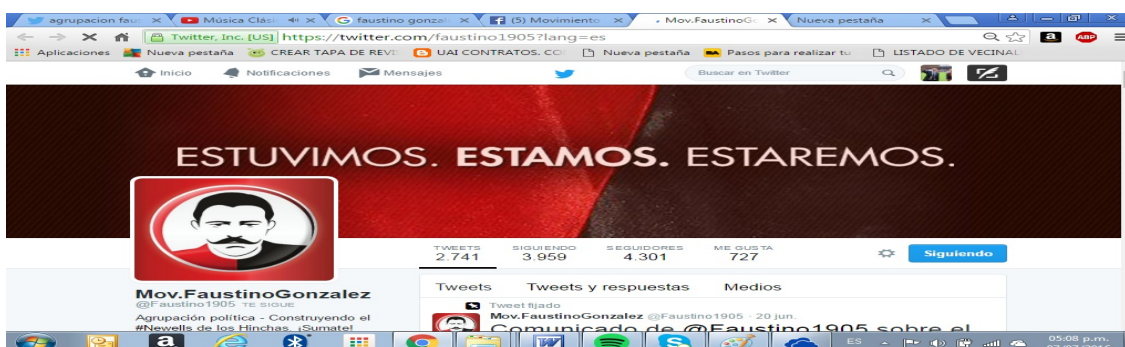 agrupacion fau
Música Clási
faustino gonzal
(5) Movimiento
Mov.FaustinoGo
Nueva pestaña
Twitter, Inc. [US] https://twitter.com/faustino1905?lang=es
Aplicaciones Nueva pestaña CREAR TAPA DE REVI UAI CONTRATOS. CO Nueva pestaña Pasos para realizar tu LISTADO DE VECINAL
Inicio Notificaciones Mensajes Buscar en Twitter
ESTUVIMOS. ESTAMOS. ESTAREMOS.
TWEETS SIGUIENDO SEGUIDORES ME GUSTA
2.741 3.959 4.301 727
Siguiendo
Mov.FaustinoGonzalez
@Faustino1905 TE SIGUE
Agrupación política - Construyendo el
#Newells de los Hinchas. ¡Sumate!
Tweets Tweets y respuestas Medios
Tweet fijado
Mov.FaustinoGonzalez @Faustino1905 · 20 jun.
Comunicado de @Faustino1905 sobre el
ES 05:08 p.m.